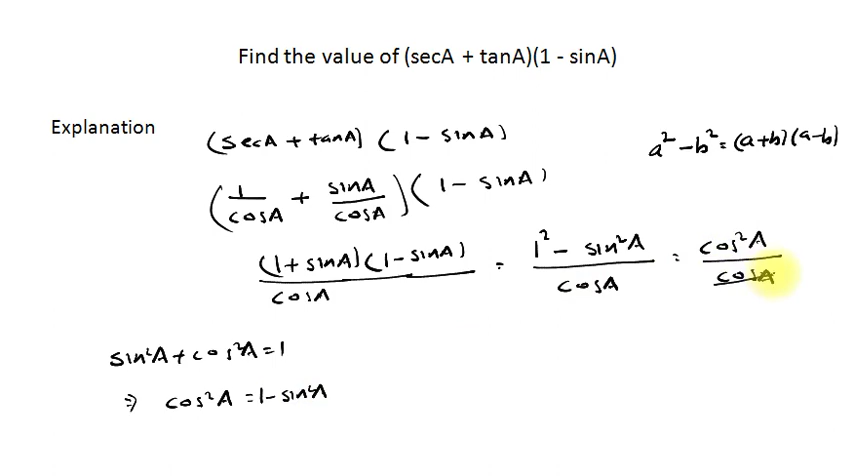 Find the value of (secA + tanA)(1 - sinA)
Explanation
(secA + tanA) (1 - sinA)
a² - b² = (a+b)(a-b)
(1/cosA + sinA/cosA)(1 - sinA)
(1 + sinA)(1 - sinA)/cosA = 1² - sin²A/cosA = cos²A/cosA
sin²A + cos²A = 1
⇒ cos²A = 1 - sin²A